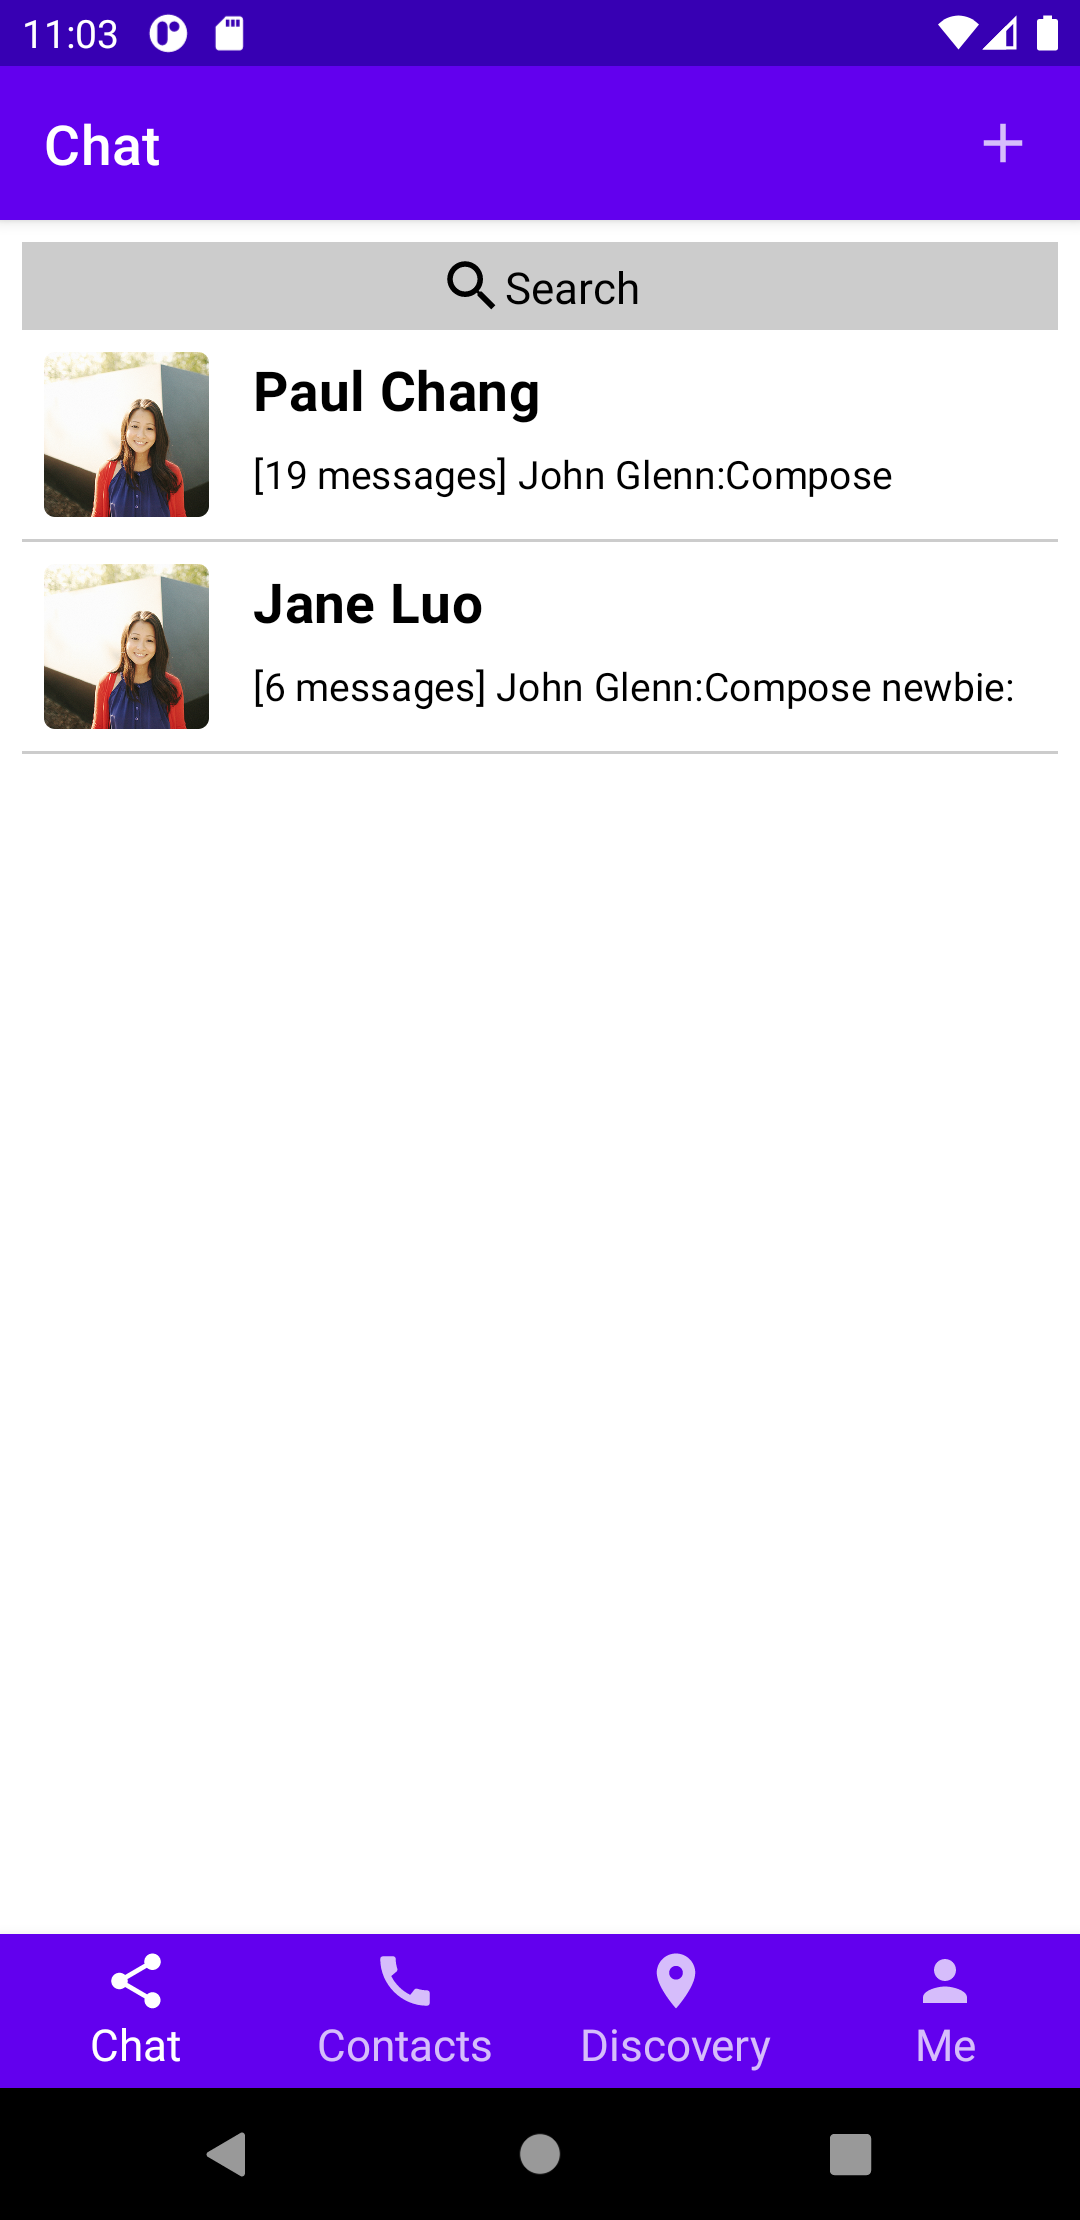 11:03
Chat
Search
Paul Chang
[19 messages] John Glenn:Compose
Jane Luo
[6 messages] John Glenn:Compose newbie:
Chat
Contacts
Discovery
Me